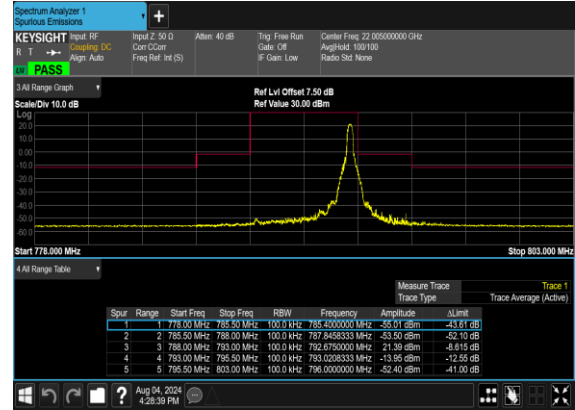 Spectrum Analyzer 1
Spurious Emissions
KEYSIGHT Input: RF Input Z: 50 Ω Atten: 40 dB Trig: Free Run Center Freq: 22.005000000 GHz
R T Coupling: DC Corr CCorr Gate: Off Avg|Hold: 100/100
Align: Auto Freq Ref: Int (S) IF Gain: Low Radio Std: None
PASS
3 All Range Graph
Ref Lvl Offset 7.50 dB
Scale/Div 10.0 dB Ref Value 30.00 dBm
Log
20.0
10.0
0.00
-10.0
-20.0
-30.0
-40.0
-50.0
-60.0
Start 778.000 MHz Stop 803.000 MHz
4 All Range Table
Measure Trace Trace 1
Trace Type Trace Average (Active)
Spur Range Start Freq Stop Freq RBW Frequency Amplitude ΔLimit
1 1 778.00 MHz 785.50 MHz 100.0 kHz 785.4000000 MHz -55.01 dBm -43.61 dB
2 2 785.50 MHz 788.00 MHz 100.0 kHz 787.8458333 MHz -53.50 dBm -52.10 dB
3 3 788.00 MHz 793.00 MHz 100.0 kHz 792.6750000 MHz 21.39 dBm -8.615 dB
4 4 793.00 MHz 795.50 MHz 100.0 kHz 793.0208333 MHz -13.95 dBm -12.55 dB
5 5 795.50 MHz 803.00 MHz 100.0 kHz 796.0000000 MHz -52.40 dBm -41.00 dB
?
Aug 04, 2024
4:28:39 PM